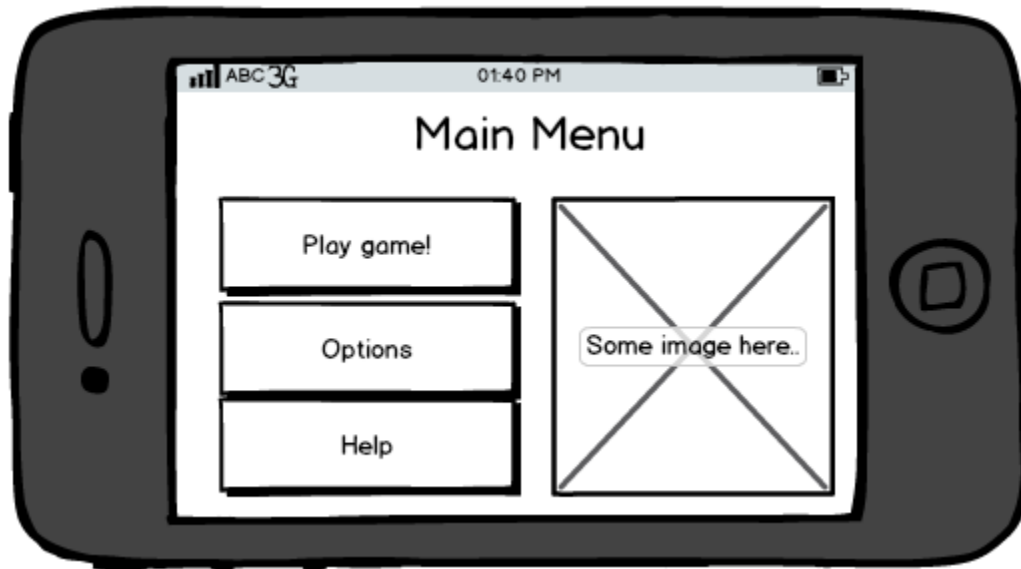 ABC 3G 01:40 PM
Main Menu
Play game!
Options
Help
Some image here..